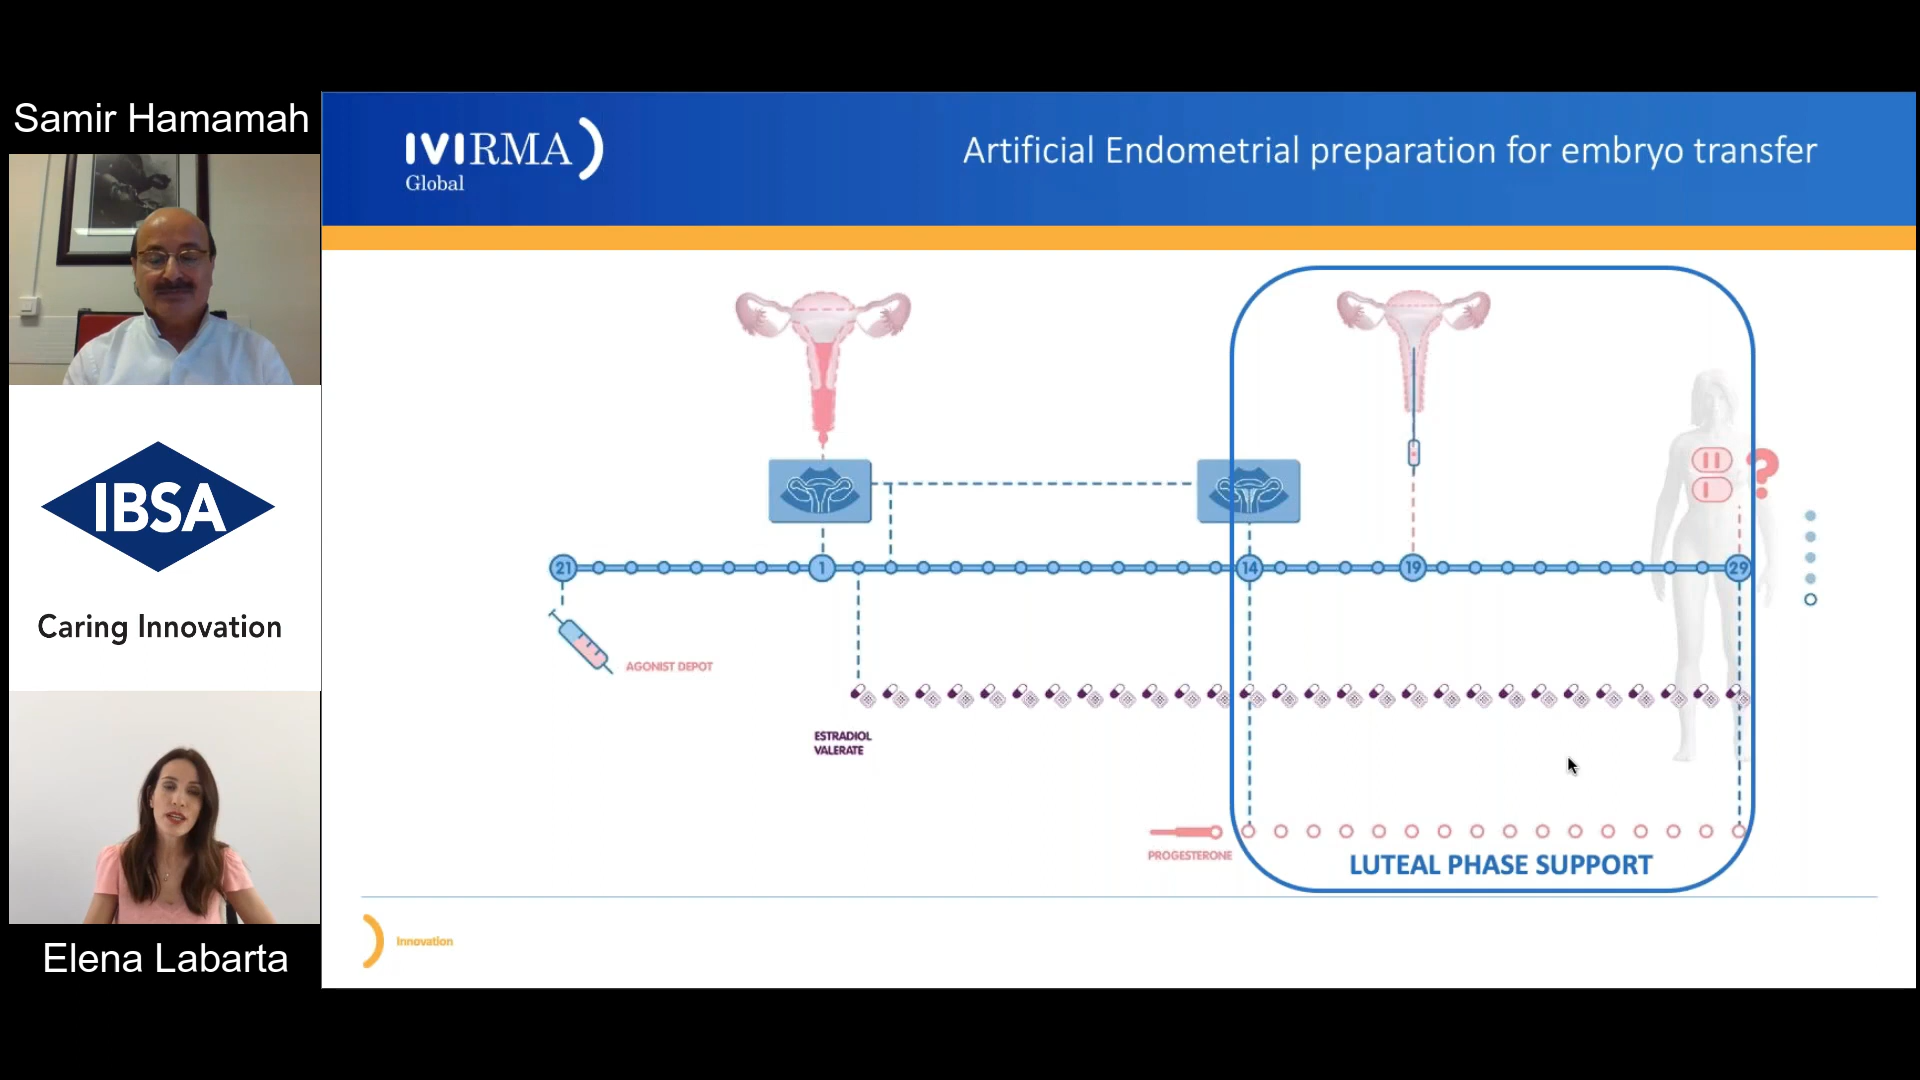 Samir Hamamah
IBSA
Caring Innovation
Elena Labarta
IVIRMA
Global
Artificial Endometrial preparation for embryo transfer
?
21
1
14
19
29
AGONIST DEPOT
ESTRADIOL
VALERATE
PROGESTERONE
LUTEAL PHASE SUPPORT
Innovation